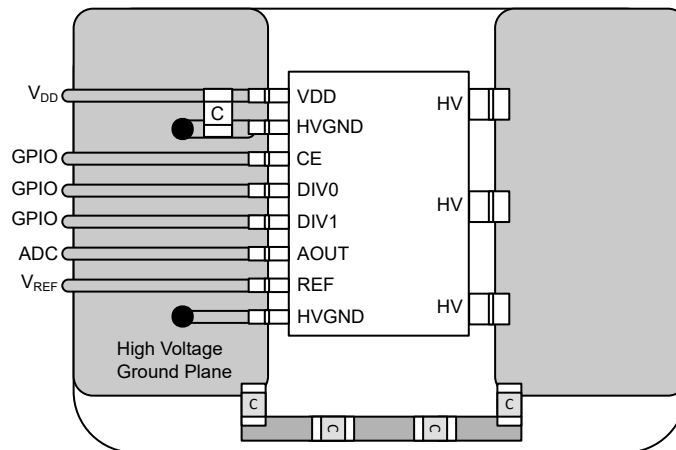 VDD VDD HV
C
HVGND
GPIO CE
GPIO DIV0
HV
GPIO DIV1
ADC AOUT
VREF REF
HV
HVGND
High Voltage
Ground Plane
C C
C C